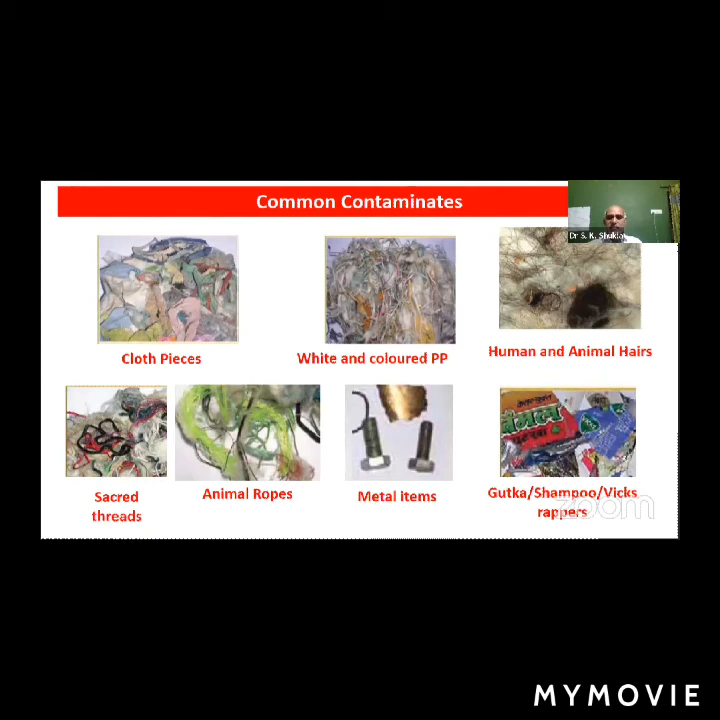 Common Contaminates
Dr S. K. Shukla
Cloth Pieces
White and coloured PP
Human and Animal Hairs
Sacred
threads
Animal Ropes
Metal items
Gutka/Shampoo/Vicks
rappers
zoom
MYMOVIE